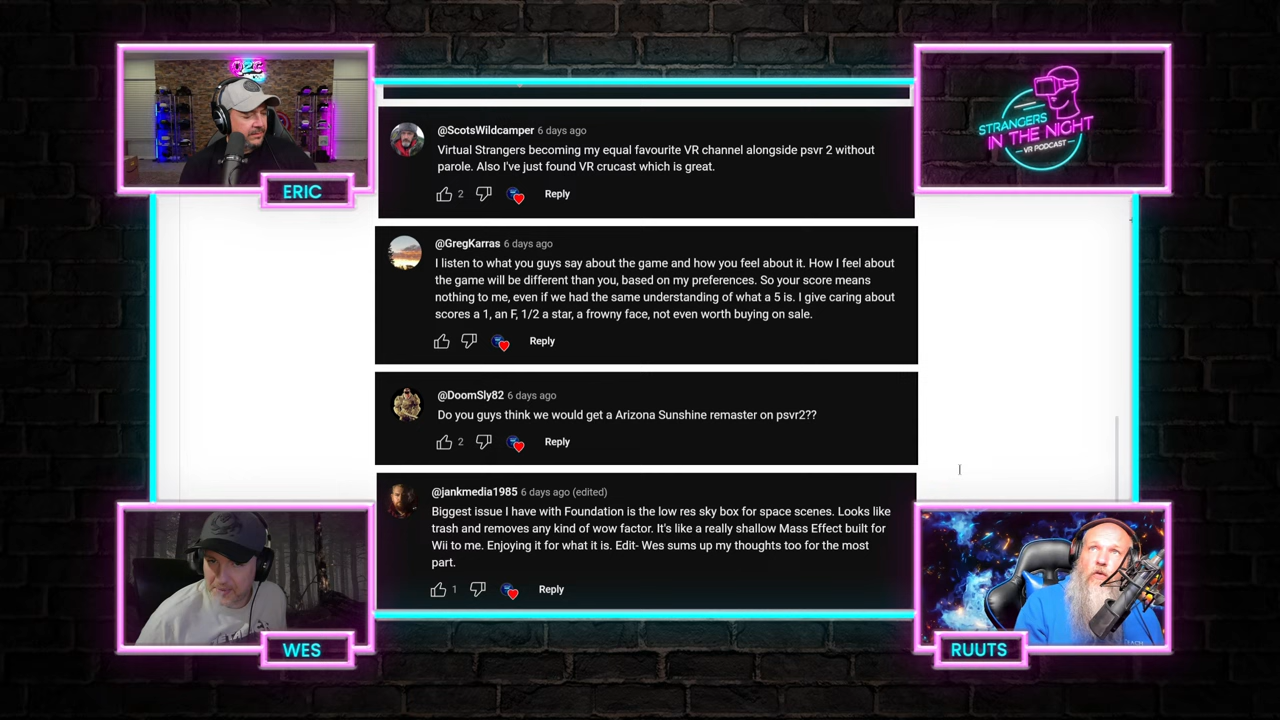 ERIC
STRANGERS
IN THE NIGHT
VR PODCAST
@ScotsWildcamper 6 days ago
Virtual Strangers becoming my equal favourite VR channel alongside psvr 2 without
parole. Also I've just found VR crucast which is great.
2 Reply
@GregKarras 6 days ago
I listen to what you guys say about the game and how you feel about it. How I feel about
the game will be different than you, based on my preferences. So your score means
nothing to me, even if we had the same understanding of what a 5 is. I give caring about
scores a 1, an F, 1/2 a star, a frowny face, not even worth buying on sale.
Reply
@DoomSly82 6 days ago
Do you guys think we would get a Arizona Sunshine remaster on psvr2??
2 Reply
@jankmedia1985 6 days ago (edited)
Biggest issue I have with Foundation is the low res sky box for space scenes. Looks like
trash and removes any kind of wow factor. It's like a really shallow Mass Effect built for
Wii to me. Enjoying it for what it is. Edit- Wes sums up my thoughts too for the most
part.
1 Reply
WES
RUUTS